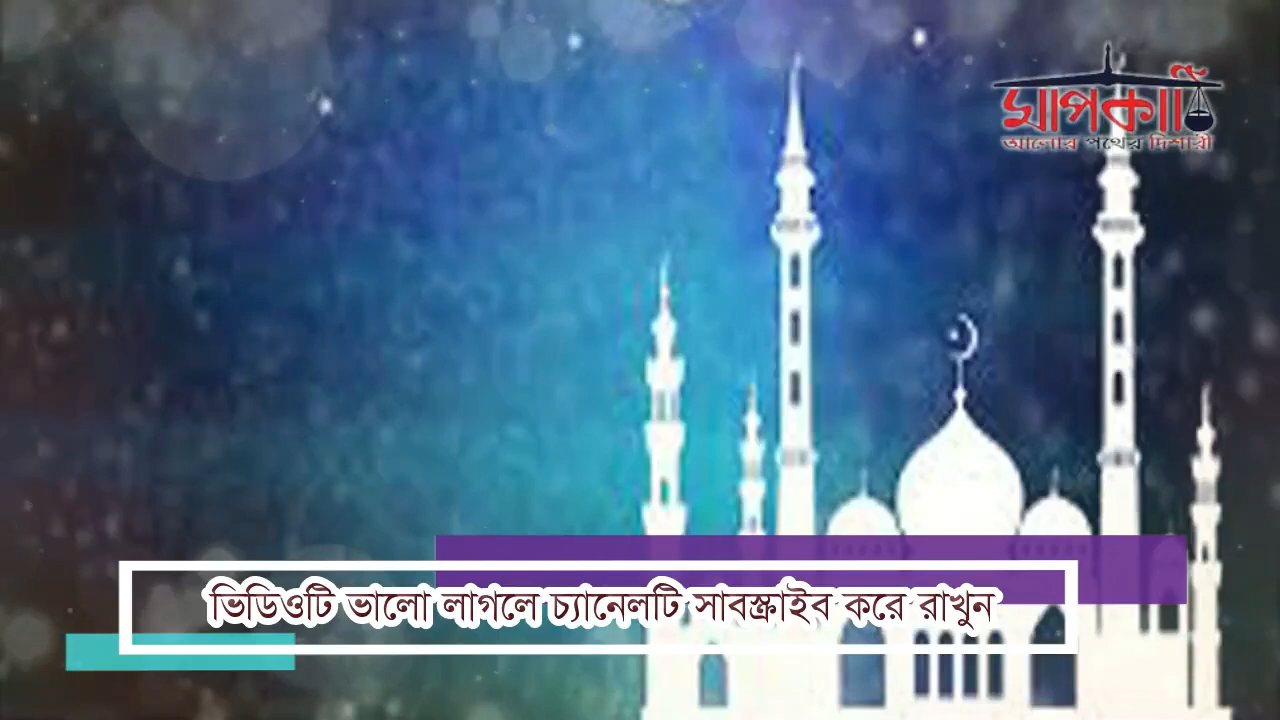 মাপকাঠি
আলোর পথের দিশারী
ভিডিওটি ভালো লাগলে চ্যানেলটি সাবস্ক্রাইব করে রাখুন